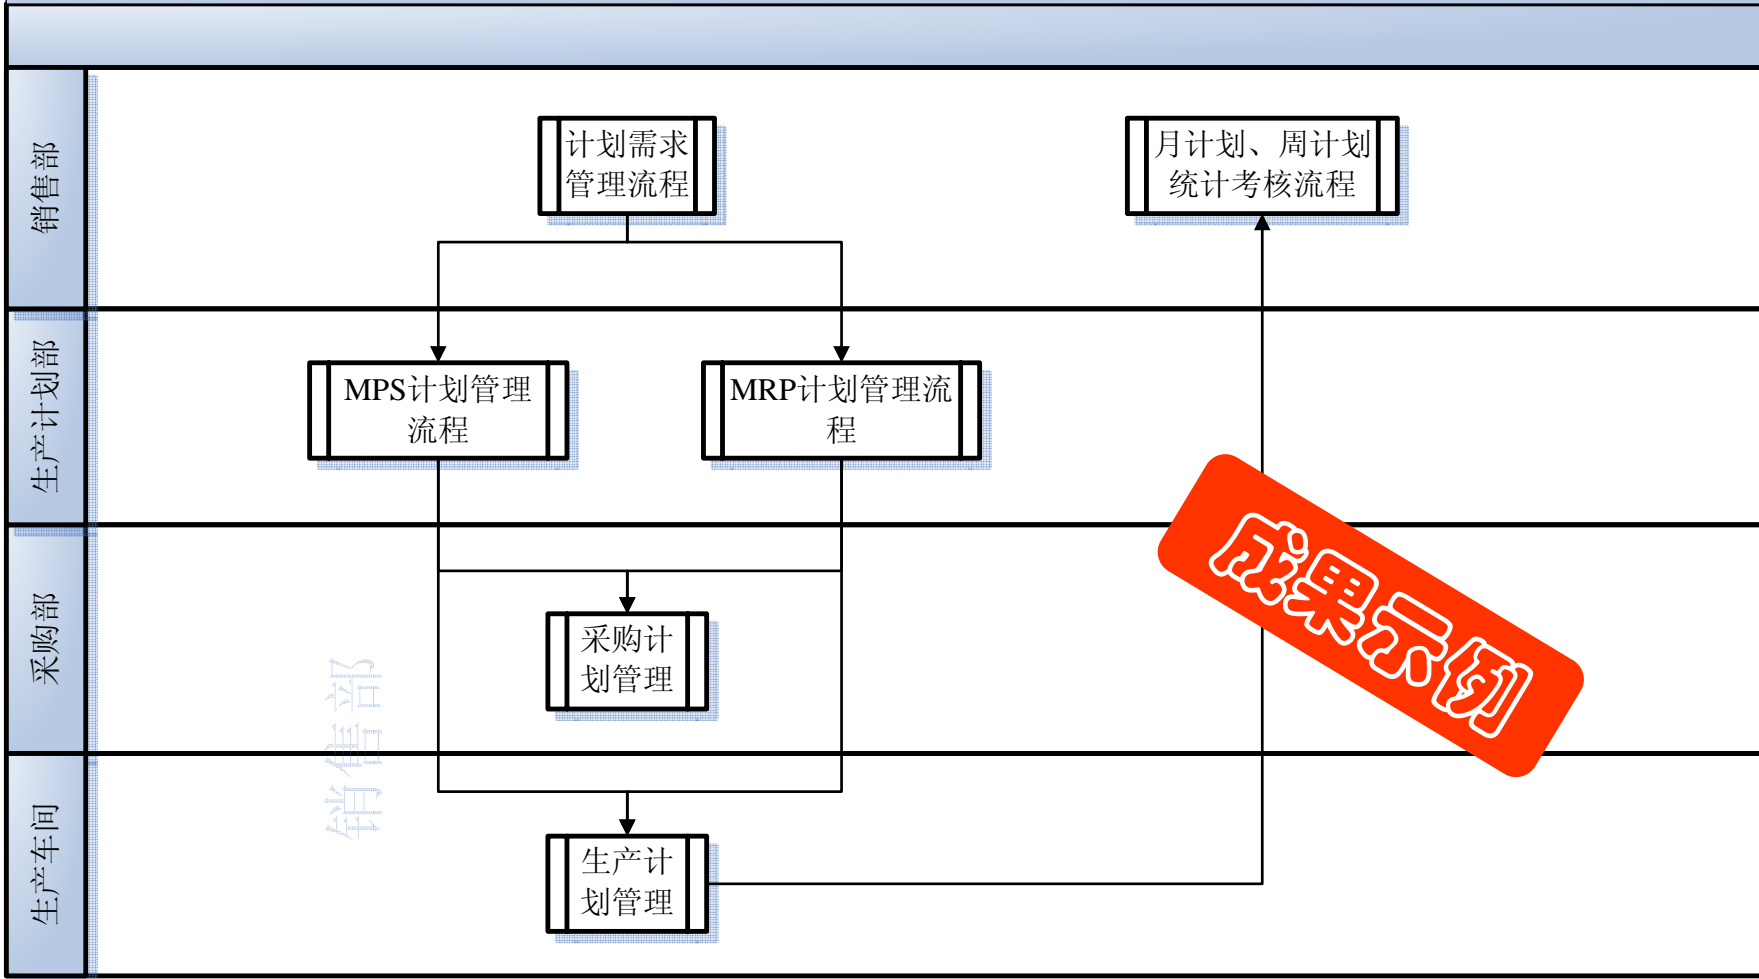 销售部
计划需求
管理流程
月计划、周计划
统计考核流程
生产计划部
MPS计划管理
流程
MRP计划管理流
程
成果示例
采购部
采购计
划管理
销售部
生产车间
生产计
划管理